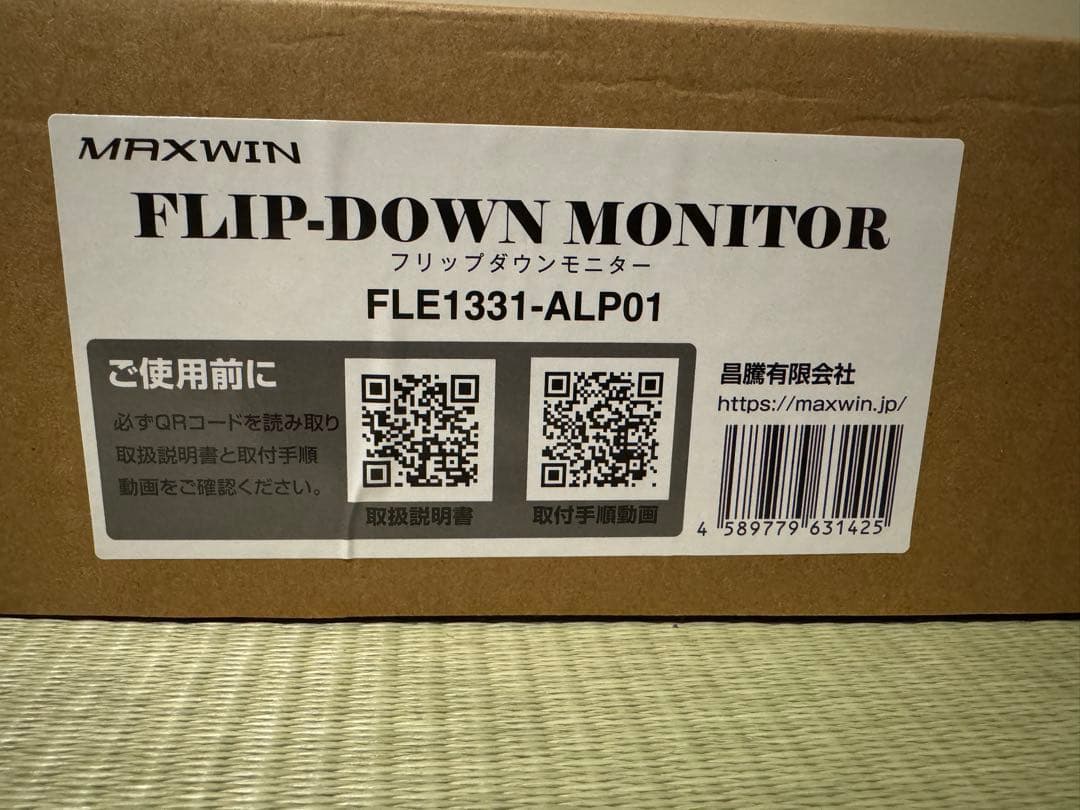 MAXWIN
FLIP-DOWN MONITOR
フリップダウンモニター
FLE1331-ALP01
ご使用前に
必ずQRコードを読み取り
取扱説明書と取付手順
動画をご確認ください。
取扱説明書
取付手順動画
昌騰有限会社
https://maxwin.jp/
4 589779 631425